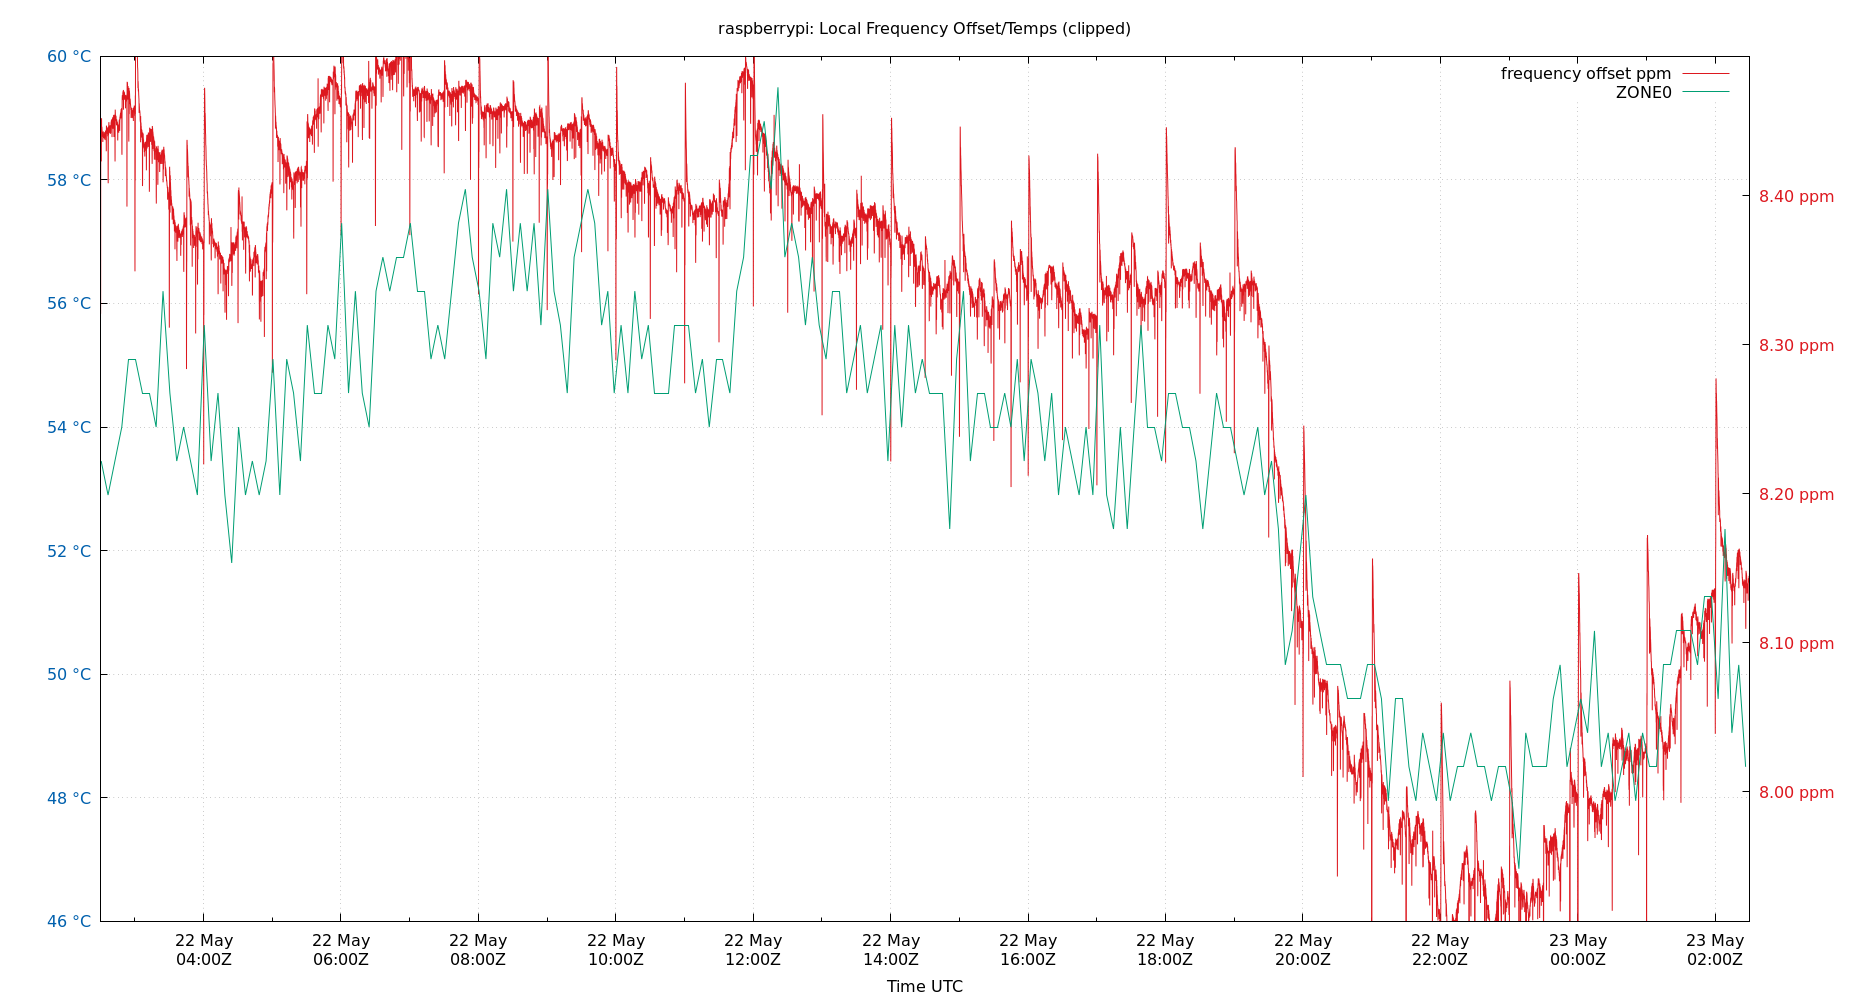 raspberrypi: Local Frequency Offset/Temps (clipped)
frequency offset ppm
ZONE0
60 °C
58 °C
56 °C
54 °C
52 °C
50 °C
48 °C
46 °C
8.40 ppm
8.30 ppm
8.20 ppm
8.10 ppm
8.00 ppm
22 May 22 May 22 May 22 May 22 May 22 May 22 May 22 May 22 May 22 May 23 May 23 May
04:00Z 06:00Z 08:00Z 10:00Z 12:00Z 14:00Z 16:00Z 18:00Z 20:00Z 22:00Z 00:00Z 02:00Z
Time UTC